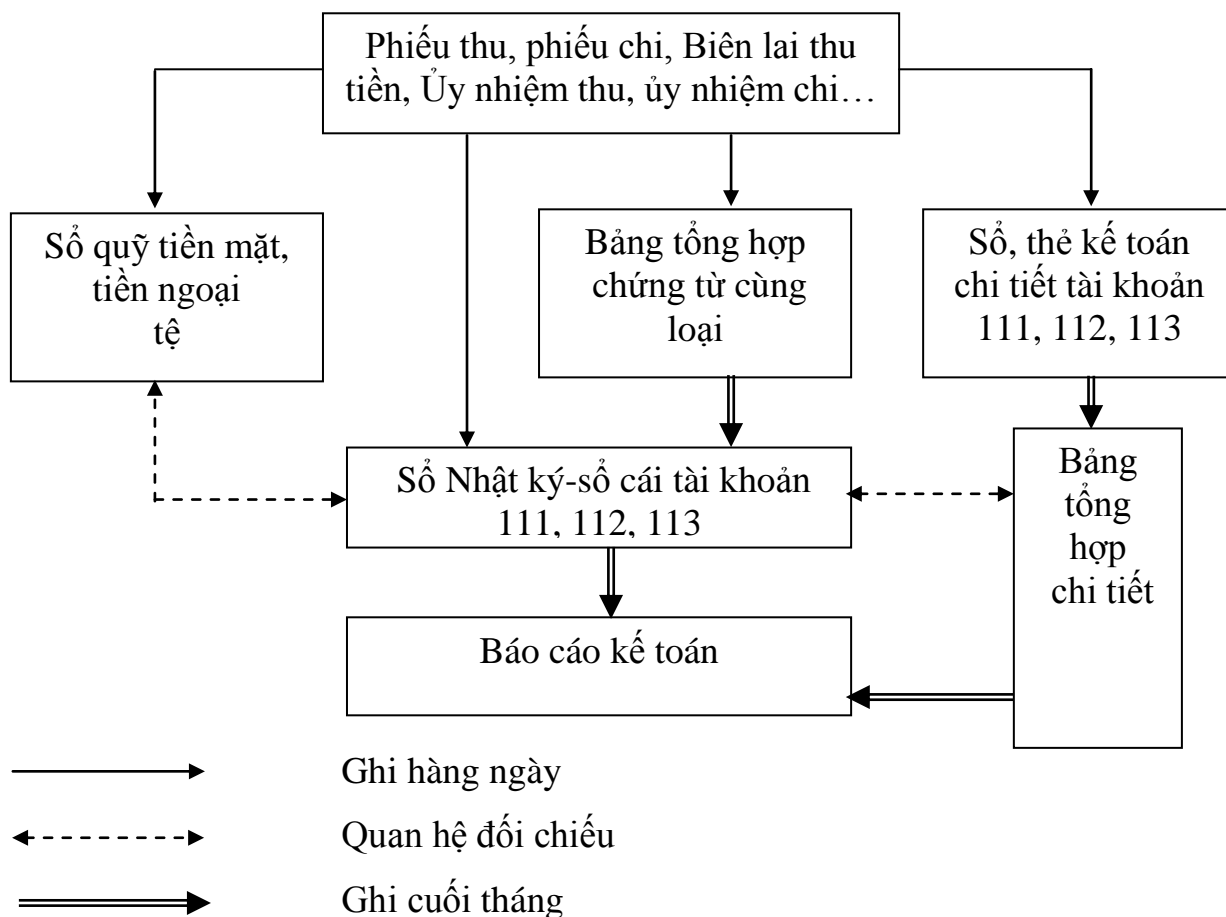 Phiếu thu, phiếu chi, Biên lai thu
tiền, Ủy nhiệm thu, ủy nhiệm chi…
Sổ quỹ tiền mặt,
tiền ngoại
tệ
Bảng tổng hợp
chứng từ cùng
loại
Sổ, thẻ kế toán
chi tiết tài khoản
111, 112, 113
Sổ Nhật ký-sổ cái tài khoản
111, 112, 113
Bảng
tổng
hợp
chi tiết
Báo cáo kế toán
Ghi hàng ngày
Quan hệ đối chiếu
Ghi cuối tháng